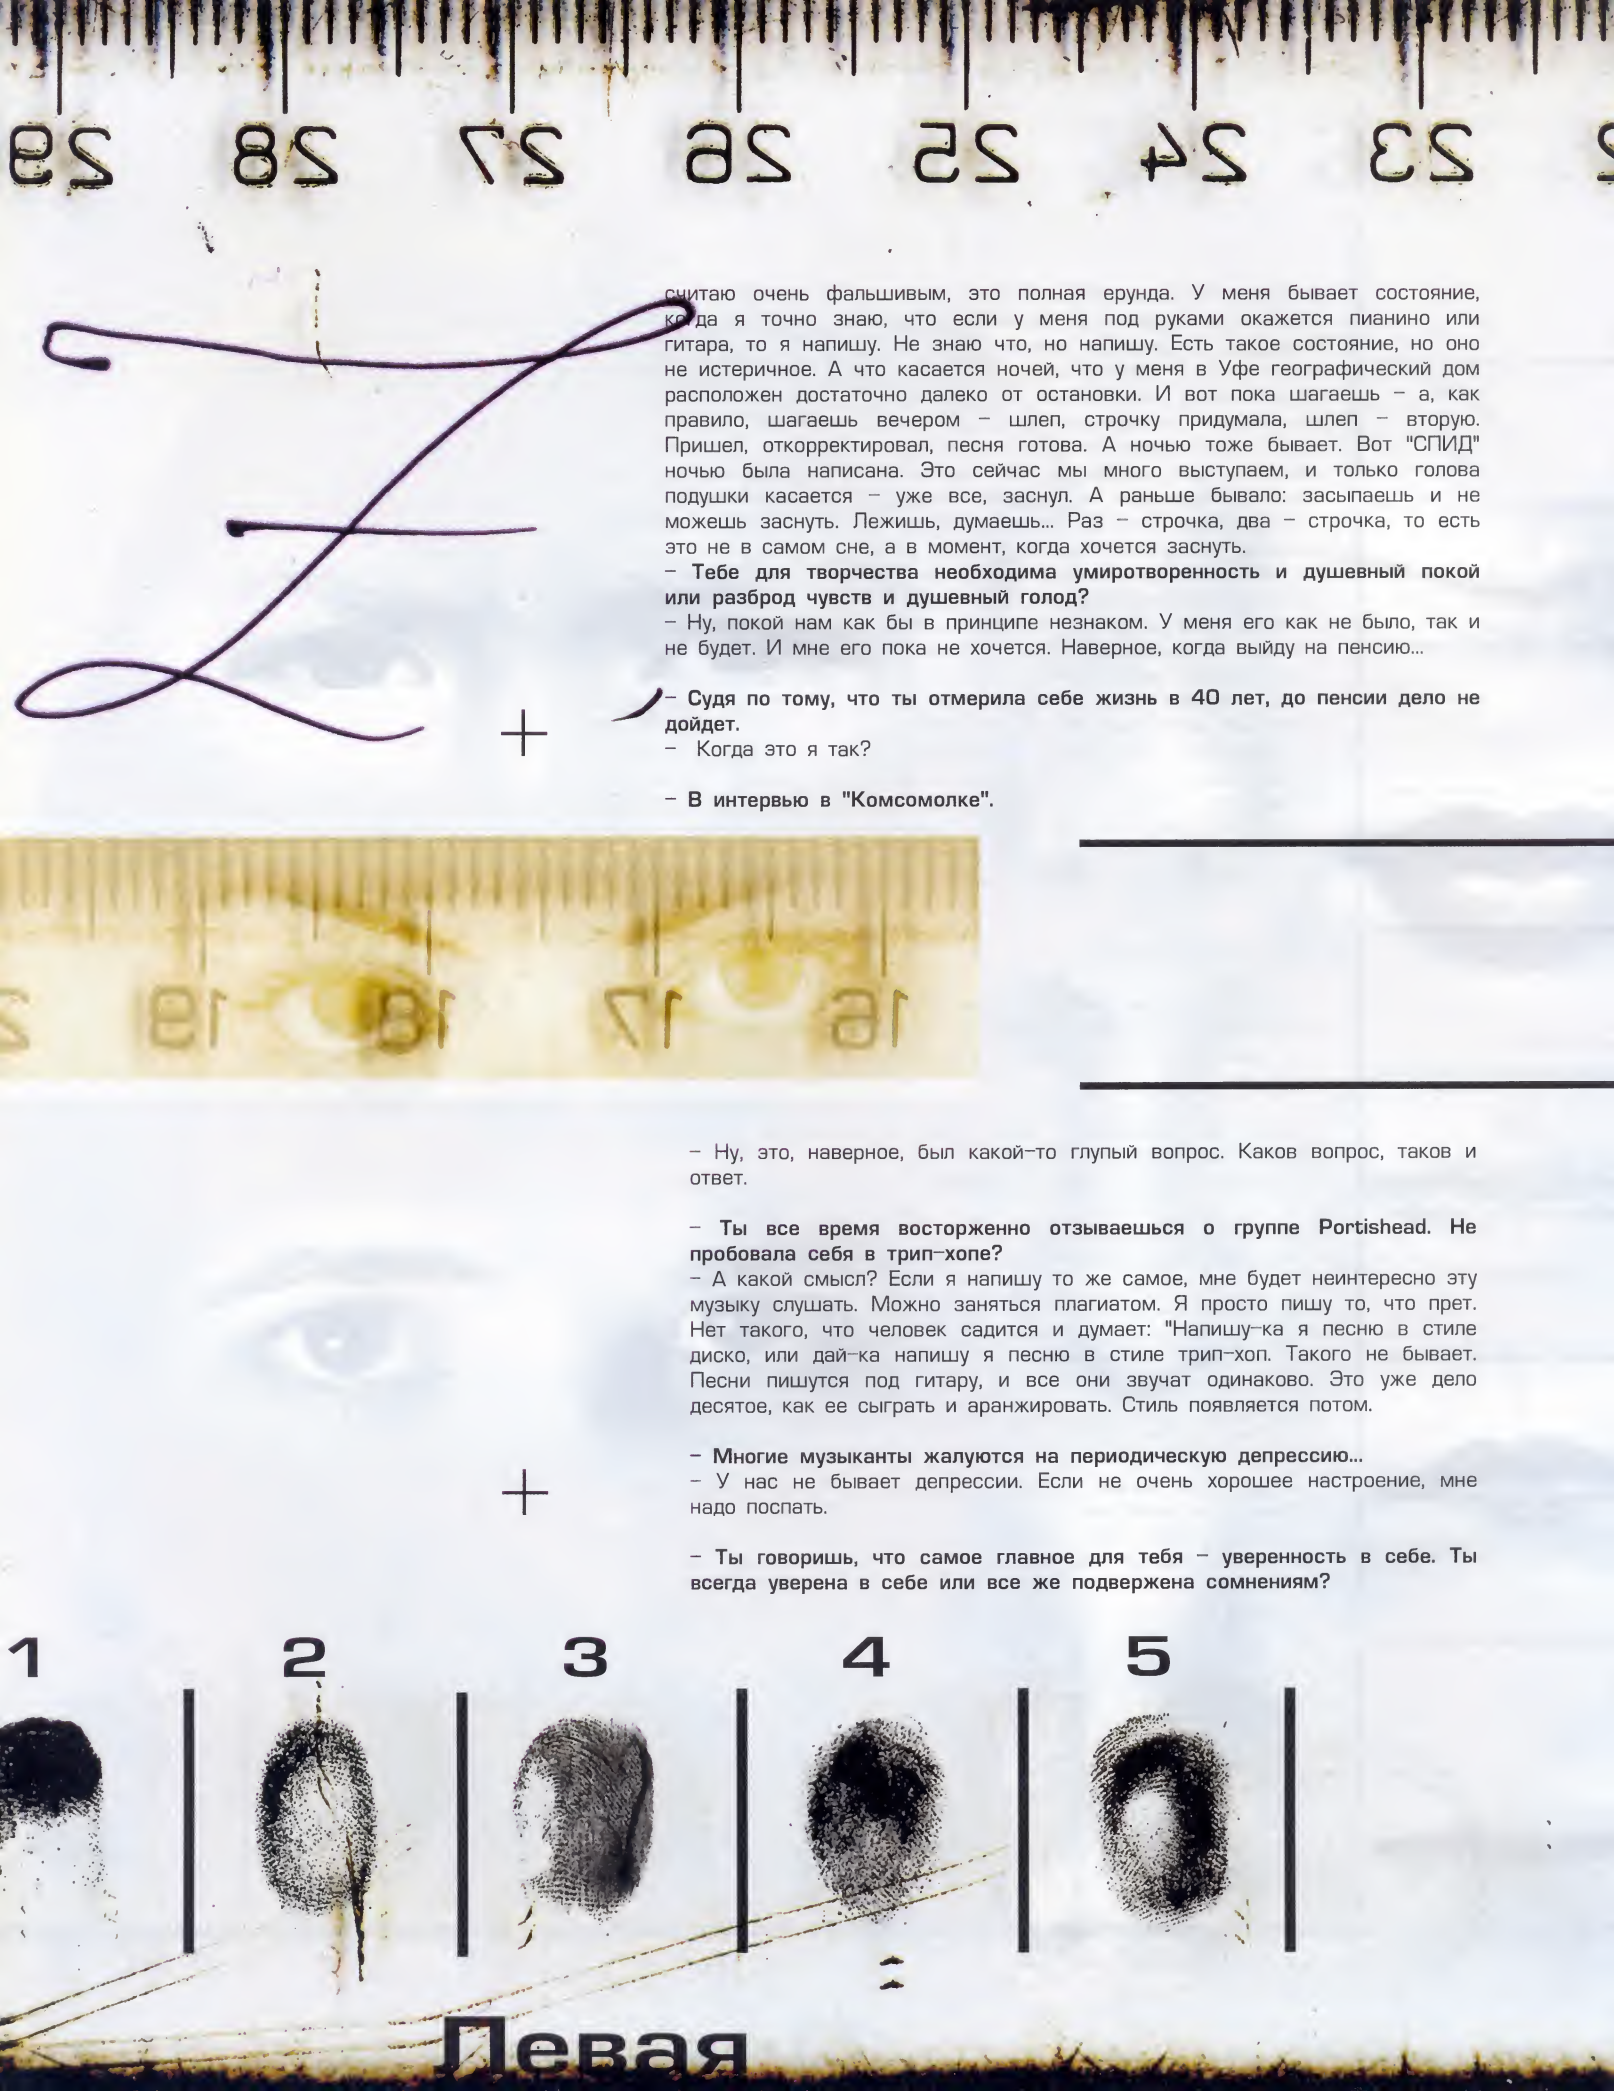 29 28 27 26 25 24 23 2
считаю очень фальшивым, это полная ерунда. У меня бывает состояние,
когда я точно знаю, что если у меня под руками окажется пианино или
гитара, то я напишу. Не знаю что, но напишу. Есть такое состояние, но оно
не истеричное. А что касается ночей, что у меня в Уфе географический дом
расположен достаточно далеко от остановки. И вот пока шагаешь – а, как
правило, шагаешь вечером – шлеп, строчку придумала, шлеп – вторую.
Пришел, откорректировал, песня готова. А ночью тоже бывает. Вот "СПИД"
ночью была написана. Это сейчас мы много выступаем, и только голова
подушки касается – уже все, заснул. А раньше бывало: засыпаешь и не
можешь заснуть. Лежишь, думаешь... Раз – строчка, два – строчка, то есть
это не в самом сне, а в момент, когда хочется заснуть.
– Тебе для творчества необходима умиротворенность и душевный покой
или разброд чувств и душевный голод?
– Ну, покой нам как бы в принципе незнаком. У меня его как не было, так и
не будет. И мне его пока не хочется. Наверное, когда выйду на пенсию...
– Судя по тому, что ты отмерила себе жизнь в 40 лет, до пенсии дело не
дойдет.
– Когда это я так?
– В интервью в "Комсомолке".
2 19 18 17 16
– Ну, это, наверное, был какой–то глупый вопрос. Каков вопрос, таков и
ответ.
– Ты все время восторженно отзываешься о группе Portishead. Не
пробовала себя в трип–хопе?
– А какой смысл? Если я напишу то же самое, мне будет неинтересно эту
музыку слушать. Можно заняться плагиатом. Я просто пишу то, что прет.
Нет такого, что человек садится и думает: "Напишу–ка я песню в стиле
диско, или дай–ка напишу я песню в стиле трип–хоп. Такого не бывает.
Песни пишутся под гитару, и все они звучат одинаково. Это уже дело
десятое, как ее сыграть и аранжировать. Стиль появляется потом.
– Многие музыканты жалуются на периодическую депрессию...
– У нас не бывает депрессии. Если не очень хорошее настроение, мне
надо поспать.
– Ты говоришь, что самое главное для тебя – уверенность в себе. Ты
всегда уверена в себе или все же подвержена сомнениям?
1 2 3 4 5
Левая